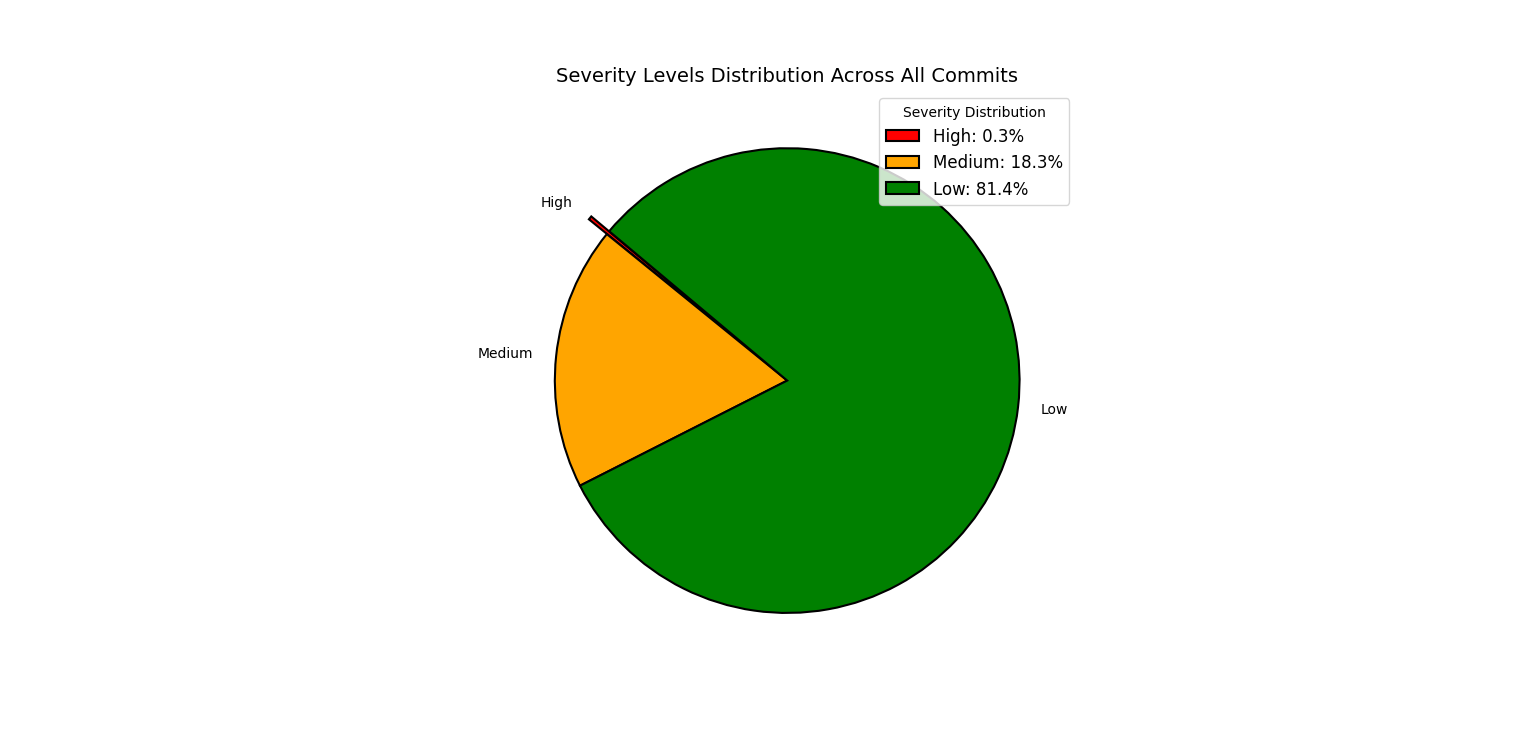 Severity Levels Distribution Across All Commits
Severity Distribution
High: 0.3%
Medium: 18.3%
Low: 81.4%
High
Medium
Low